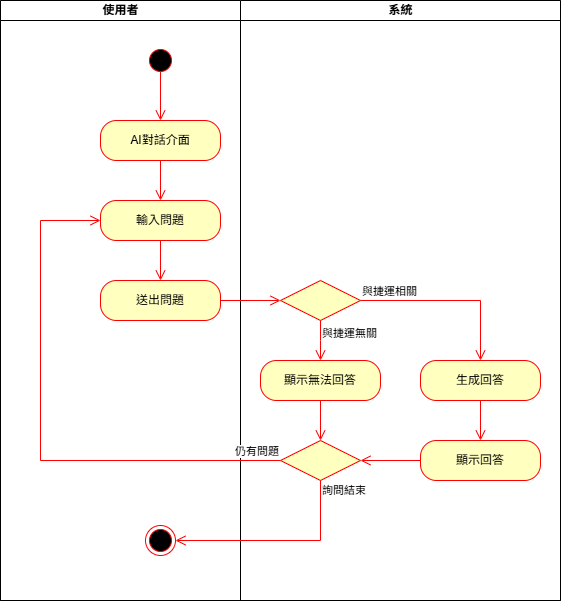 使用者
系統
AI對話介面
輸入問題
送出問題
與捷運相關
與捷運無關
顯示無法回答
生成回答
仍有問題
顯示回答
詢問結束